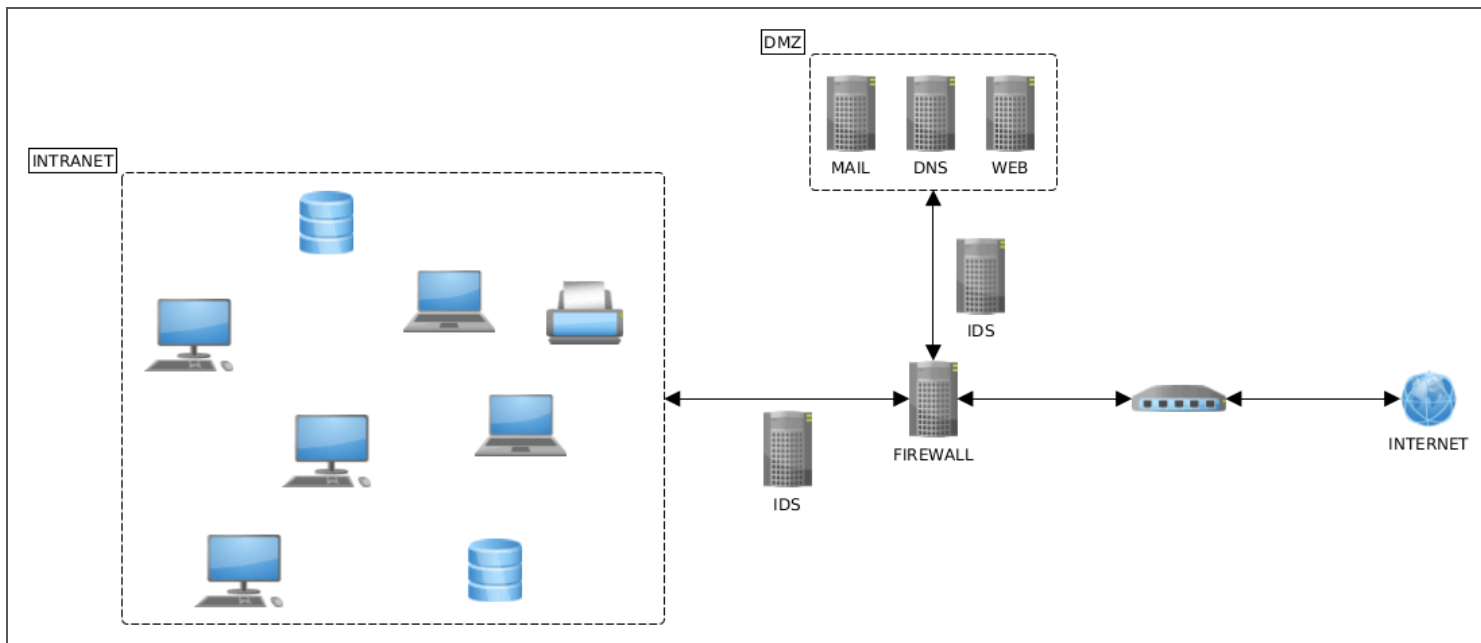 DMZ
MAIL
DNS
WEB
INTRANET
IDS
FIREWALL
INTERNET
IDS